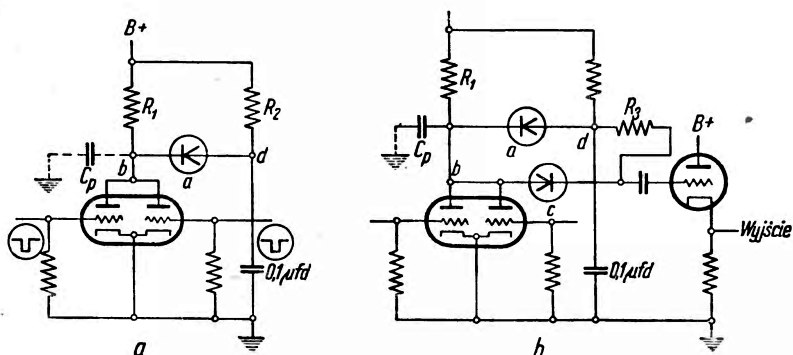 B+
R₁
R₂
Cₚ
b
a
d
0,1μfd
a
R₁
R₃
Cₚ
a
d
B+
b
c
Wyjście
0,1μfd
b